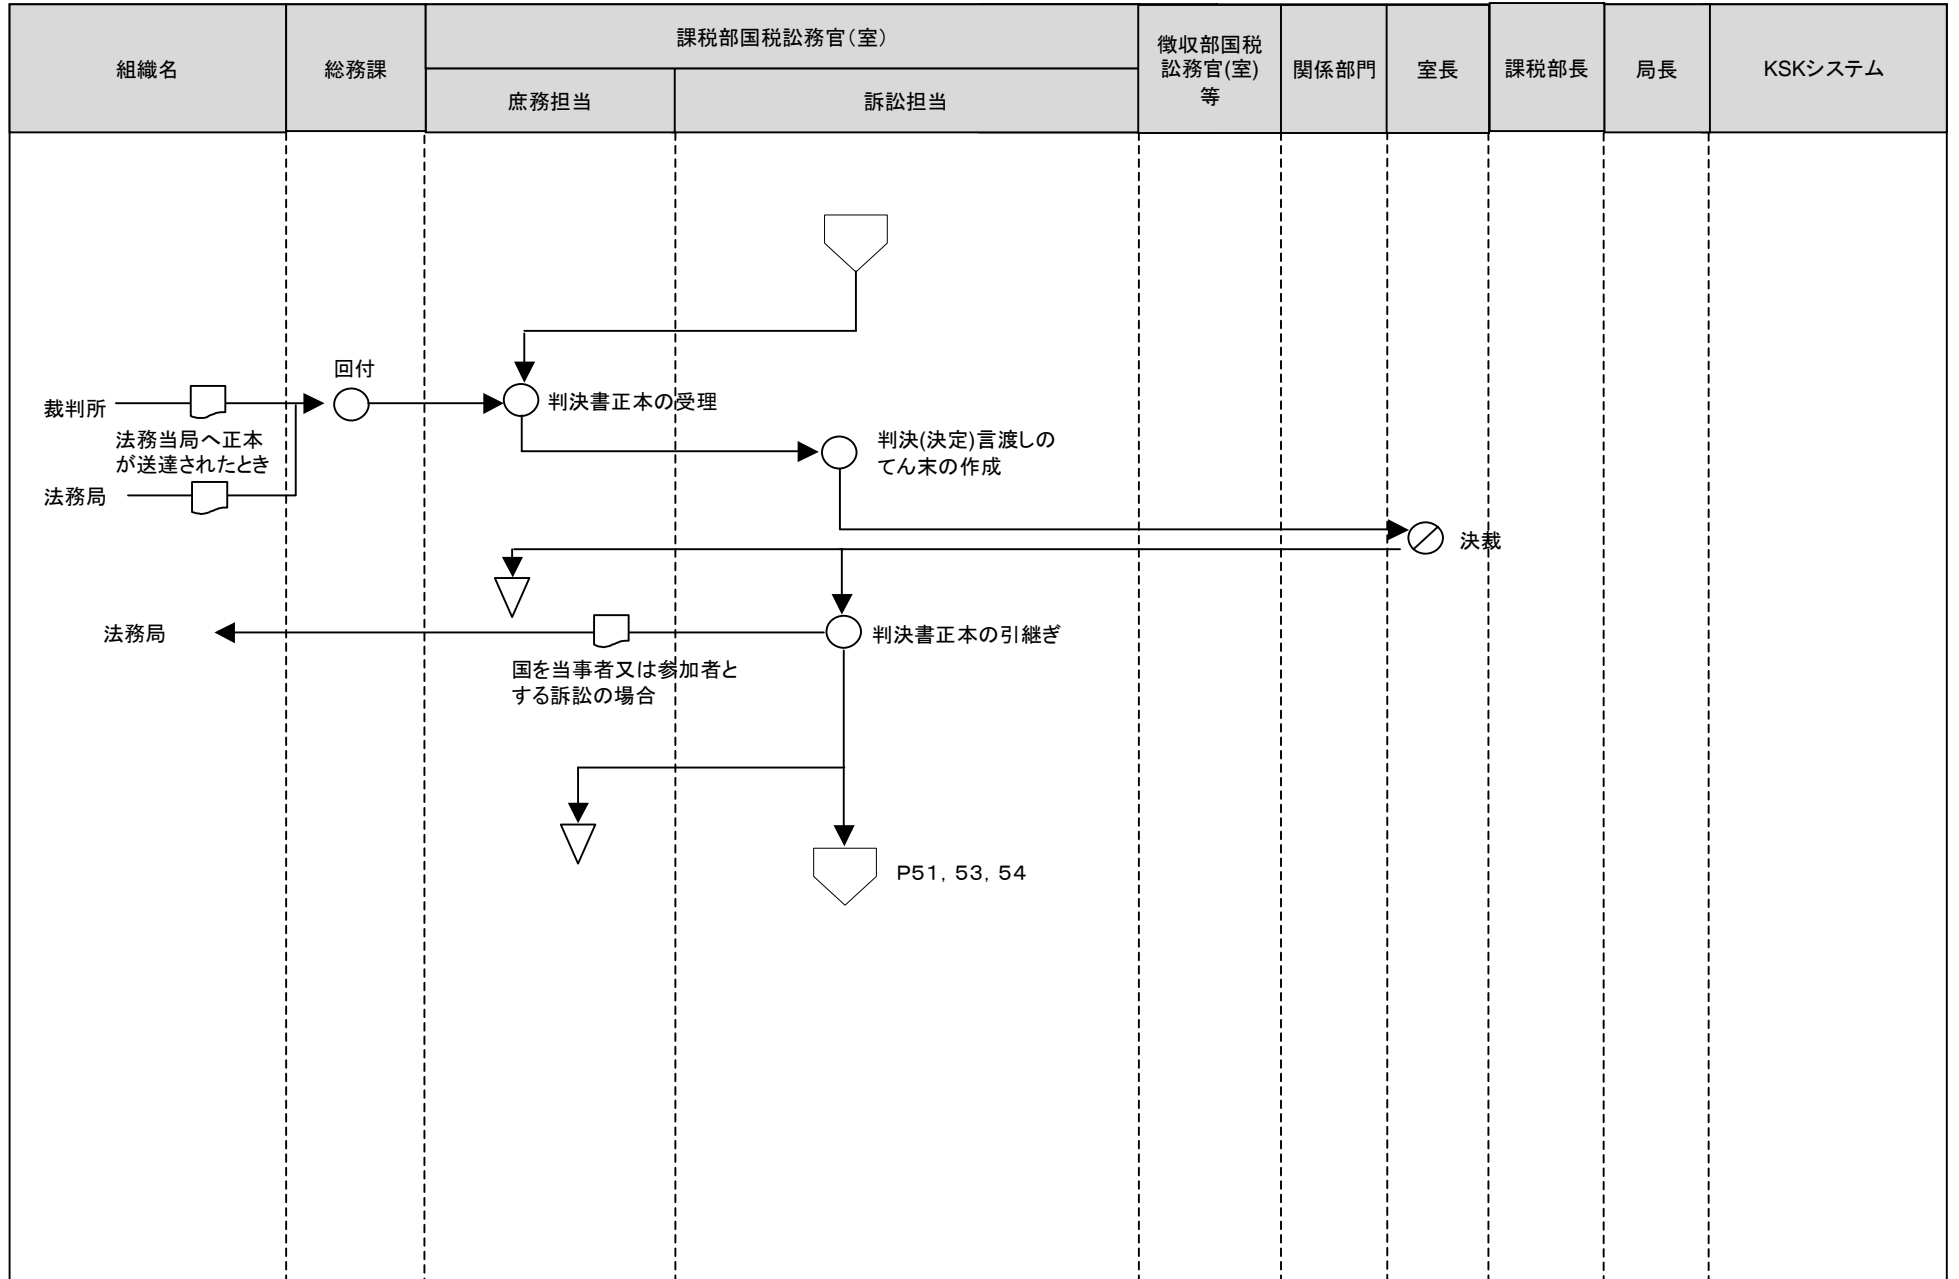 組織名
総務課
課税部国税訟務官（室）
庶務担当
訴訟担当
徴収部国税
訟務官(室)
等
関係部門
室長
課税部長
局長
KSKシステム
回付
裁判所
判決書正本の受理
法務当局へ正本
が送達されたとき
判決(決定)言渡しの
てん末の作成
法務局
決裁
法務局
判決書正本の引継ぎ
国を当事者又は参加者と
する訴訟の場合
P51，53，54